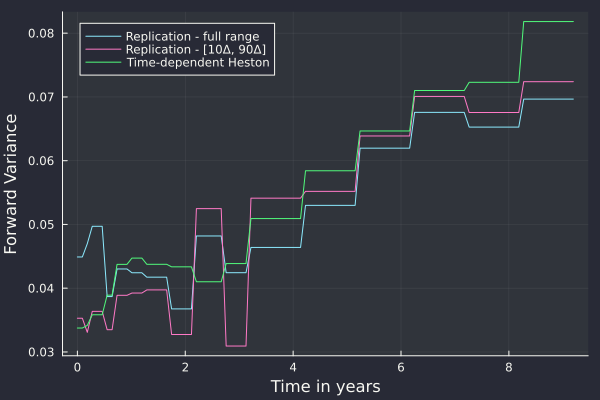 Replication - full range
Replication - [10Δ, 90Δ]
Time-dependent Heston
Forward Variance
0.08
0.07
0.06
0.05
0.04
0.03
0 2 4 6 8
Time in years